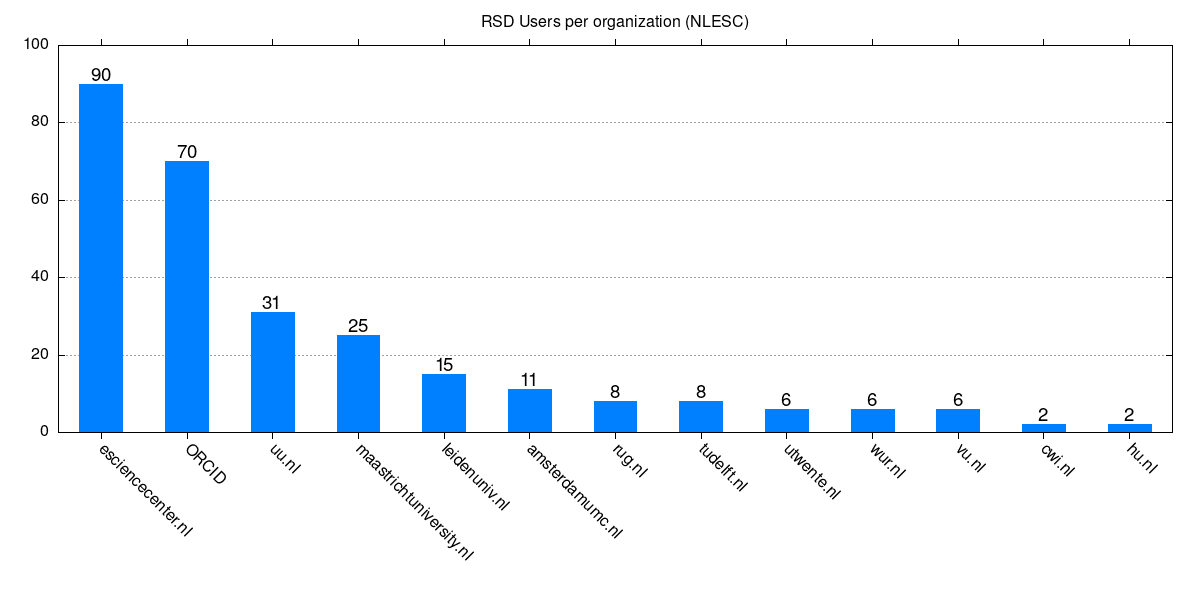 RSD Users per organization (NLESC)
100
80
60
40
20
0
90
70
31
25
15
11
8
8
6
6
6
2
2
esciencecenter.nl
ORCID
uu.nl
maastrichtuniversity.nl
leidenuniv.nl
amsterdamumc.nl
rug.nl
tudelft.nl
utwente.nl
wur.nl
vu.nl
cwi.nl
hu.nl